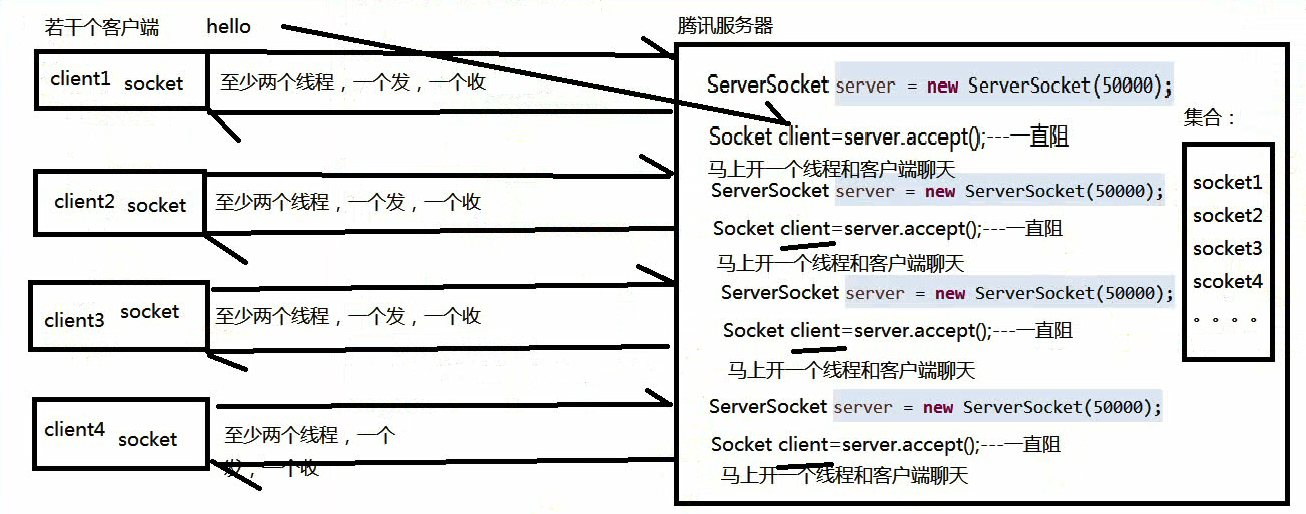 若干个客户端 hello
腾讯服务器
client1 socket
至少两个线程，一个发，一个收
client2 socket
至少两个线程，一个发，一个收
client3 socket
至少两个线程，一个发，一个收
client4 socket
至少两个线程，一个
发，一个收
ServerSocket server = new ServerSocket(50000);
Socket client=server.accept();---一直阻
马上开一个线程和客户端聊天
ServerSocket server = new ServerSocket(50000);
Socket client=server.accept();---一直阻
马上开一个线程和客户端聊天
ServerSocket server = new ServerSocket(50000);
Socket client=server.accept();---一直阻
马上开一个线程和客户端聊天
ServerSocket server = new ServerSocket(50000);
Socket client=server.accept();---一直阻
马上开一个线程和客户端聊天
集合：
socket1
socket2
socket3
scoket4
。。。。